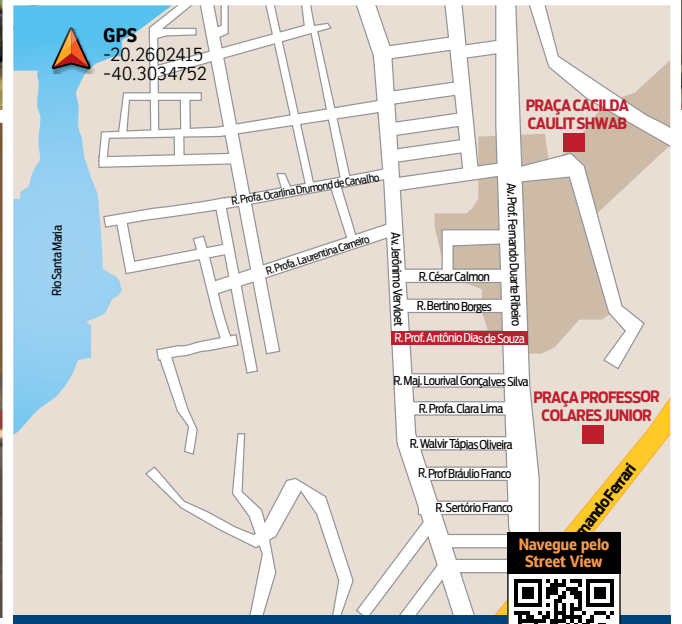 GPS
-20.2602415
-40.3034752
PRAÇA CACILDA
CAULIT SHWAB
R. Profa. Ocarlina Drumond de Carvalho
Rio Santa Maria
R. Profa. Laurentina Carneiro
Av. Jerônimo Vervloet
Av. Prof. Fernando Duarte Ribeiro
R. César Calmon
R. Bertino Borges
R. Prof. Antônio Dias de Souza
R. Maj. Lourival Gonçalves Silva
R. Profa. Clara Lima
PRAÇA PROFESSOR
COLARES JUNIOR
R. Walvir Tápias Oliveira
R. Prof Bráulio Franco
R. Sertório Franco
nando Ferrari
Navegue pelo
Street View